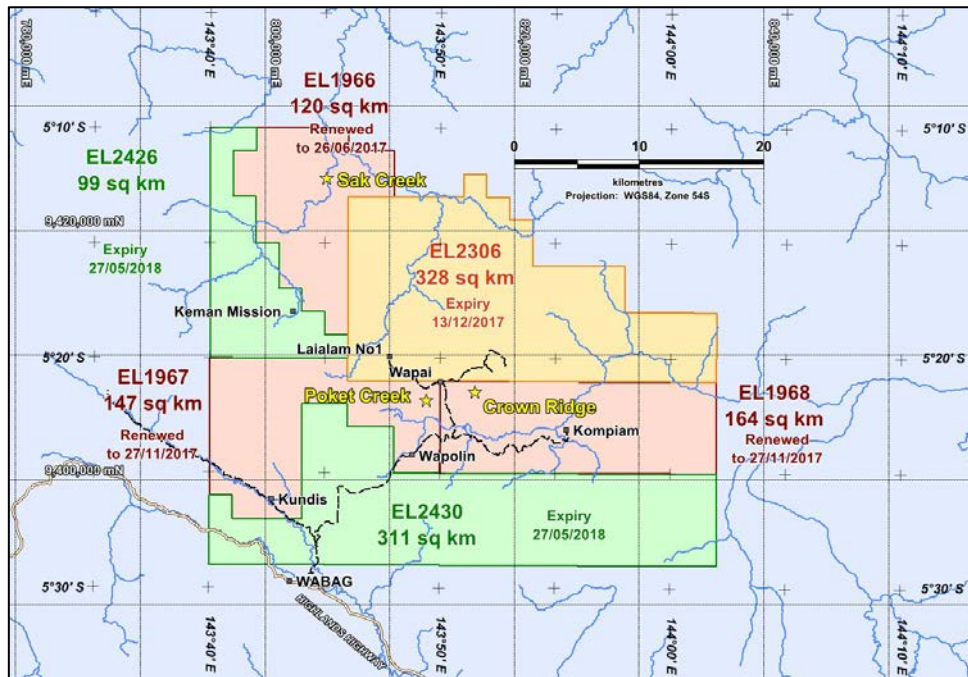 780,000 mE
143°40' E
800,000 mE
143°50' E
820,000 mE
144°00' E
840,000 mE
144°10' E
EL1966
120 sq km
Renewed
to 26/06/2017
5°10' S
5°10' S
EL2426
99 sq km
0
10
20
kilometres
Projection: WGS84, Zone 54S
Sak Creek
9,420,000 mN
Expiry
27/05/2018
EL2306
328 sq km
Expiry
13/12/2017
Keman Mission
Laialam No1
5°20' S
5°20' S
Wapai
EL1967
147 sq km
Renewed
to 27/11/2017
Poket Creek
Crown Ridge
EL1968
164 sq km
Renewed
to 27/11/2017
Kompiam
Wapolin
9,400,000 mN
Kundis
EL2430
311 sq km
Expiry
27/05/2018
WABAG
5°30' S
5°30' S
HIGHLANDS HIGHWAY
143°40' E
143°50' E
144°00' E
144°10' E